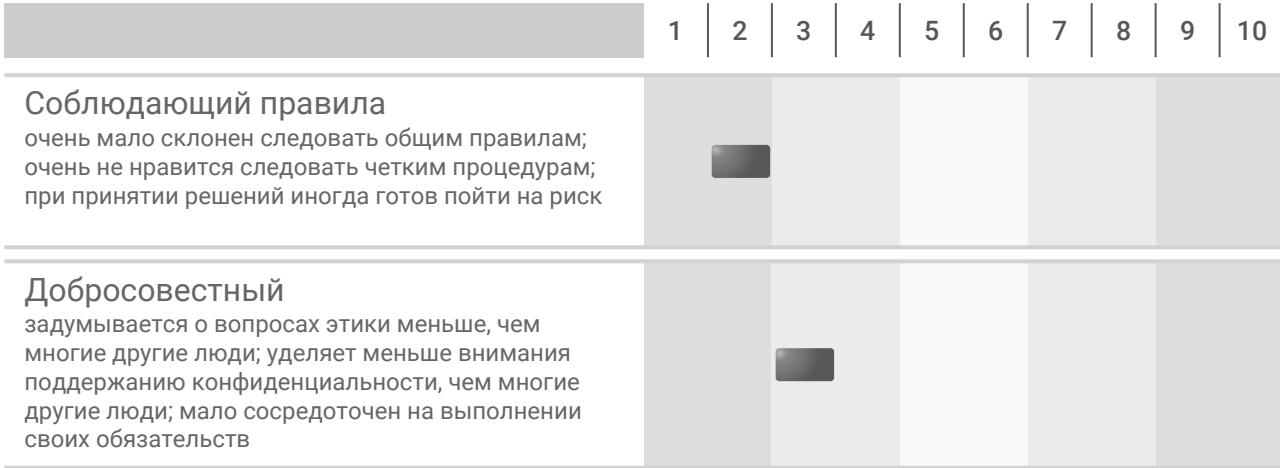 1 2 3 4 5 6 7 8 9 10
Соблюдающий правила
очень мало склонен следовать общим правилам;
очень не нравится следовать четким процедурам;
при принятии решений иногда готов пойти на риск
Добросовестный
задумывается о вопросах этики меньше, чем
многие другие люди; уделяет меньше внимания
поддержанию конфиденциальности, чем многие
другие люди; мало сосредоточен на выполнении
своих обязательств